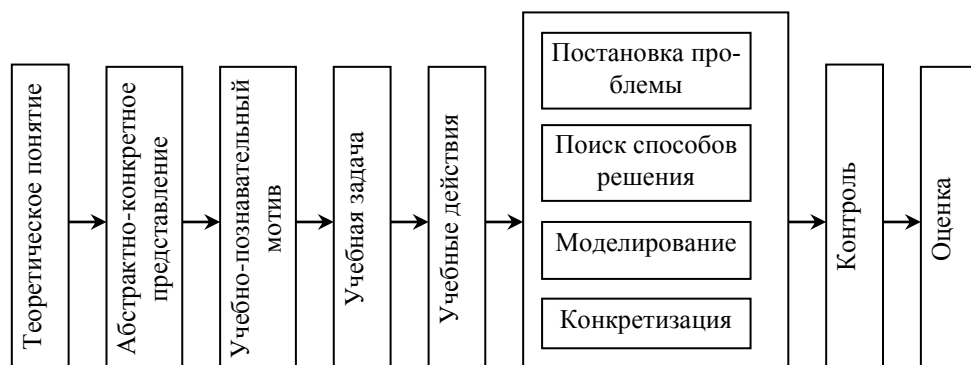 Теоретическое понятие
Абстрактно-конкретное
представление
Учебно-познавательный
мотив
Учебная задача
Учебные действия
Постановка про-
блемы
Поиск способов
решения
Моделирование
Конкретизация
Контроль
Оценка